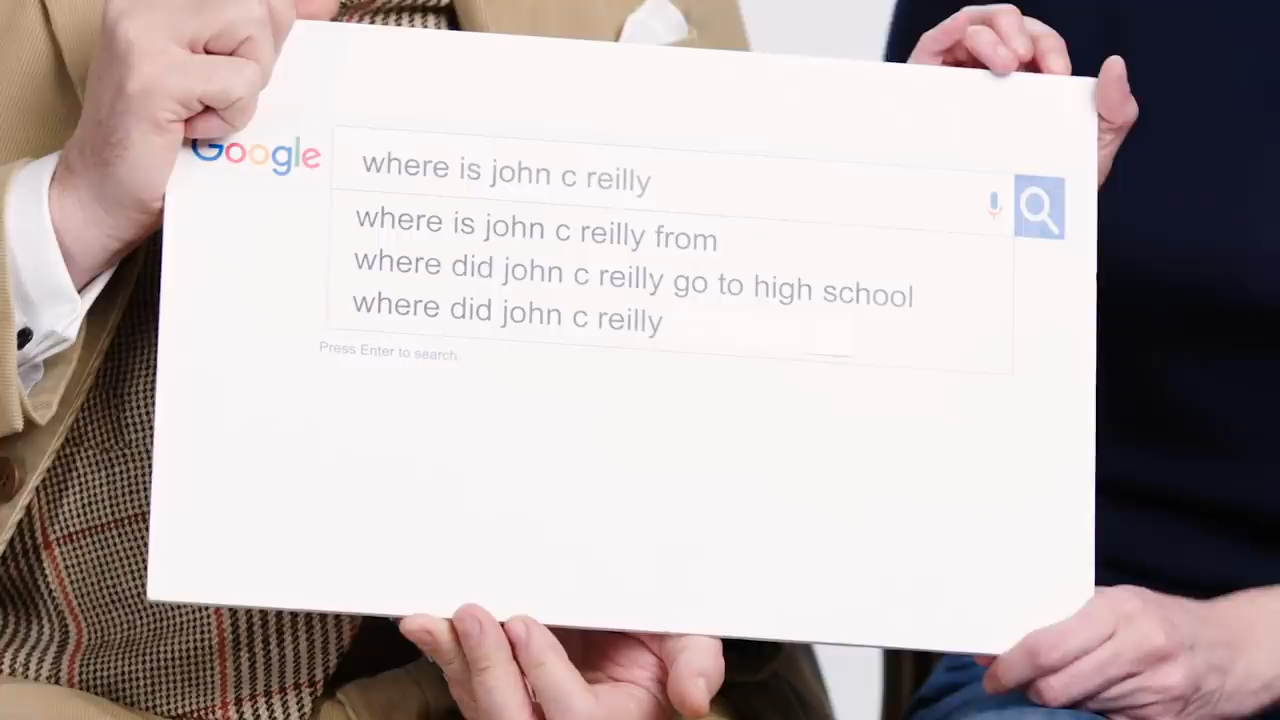 Google
where is john c reilly
where is john c reilly from
where did john c reilly go to high school
where did john c reilly
Press Enter to search